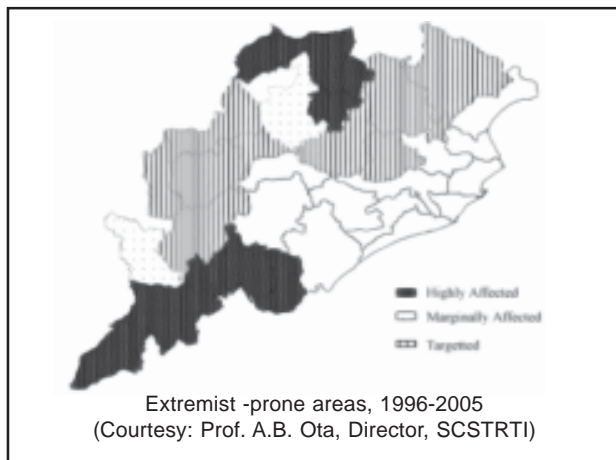 Highly Affected
Marginally Affected
Targetted
Extremist -prone areas, 1996-2005
(Courtesy: Prof. A.B. Ota, Director, SCSTRTI)